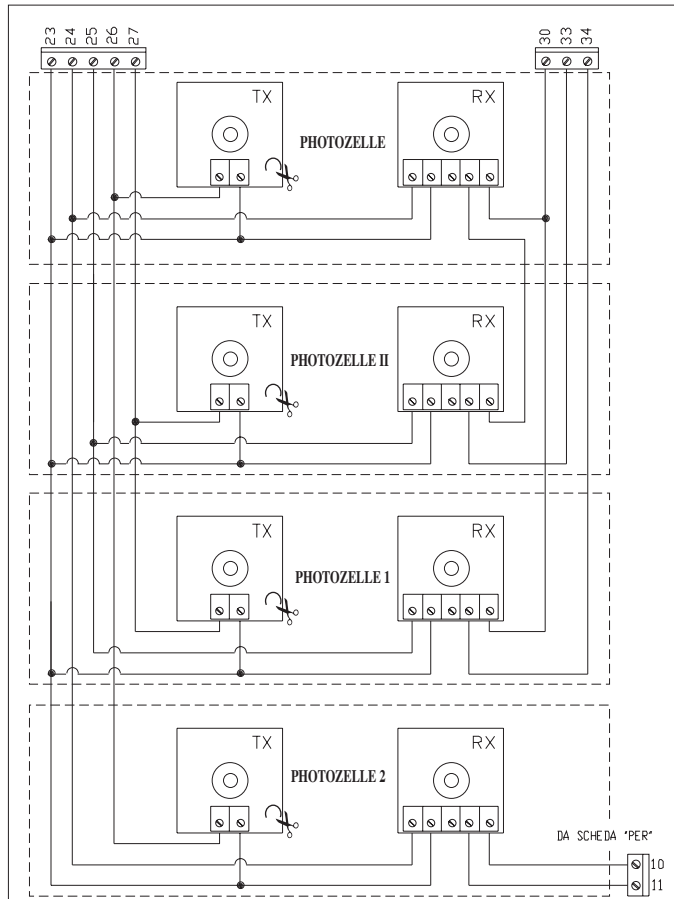 23 24 25 26 27
30 33 34
TX
RX
PHOTOZELLE
TX
RX
PHOTOZELLE II
TX
RX
PHOTOZELLE 1
TX
RX
PHOTOZELLE 2
DA SCHEDA "PER"
10
11